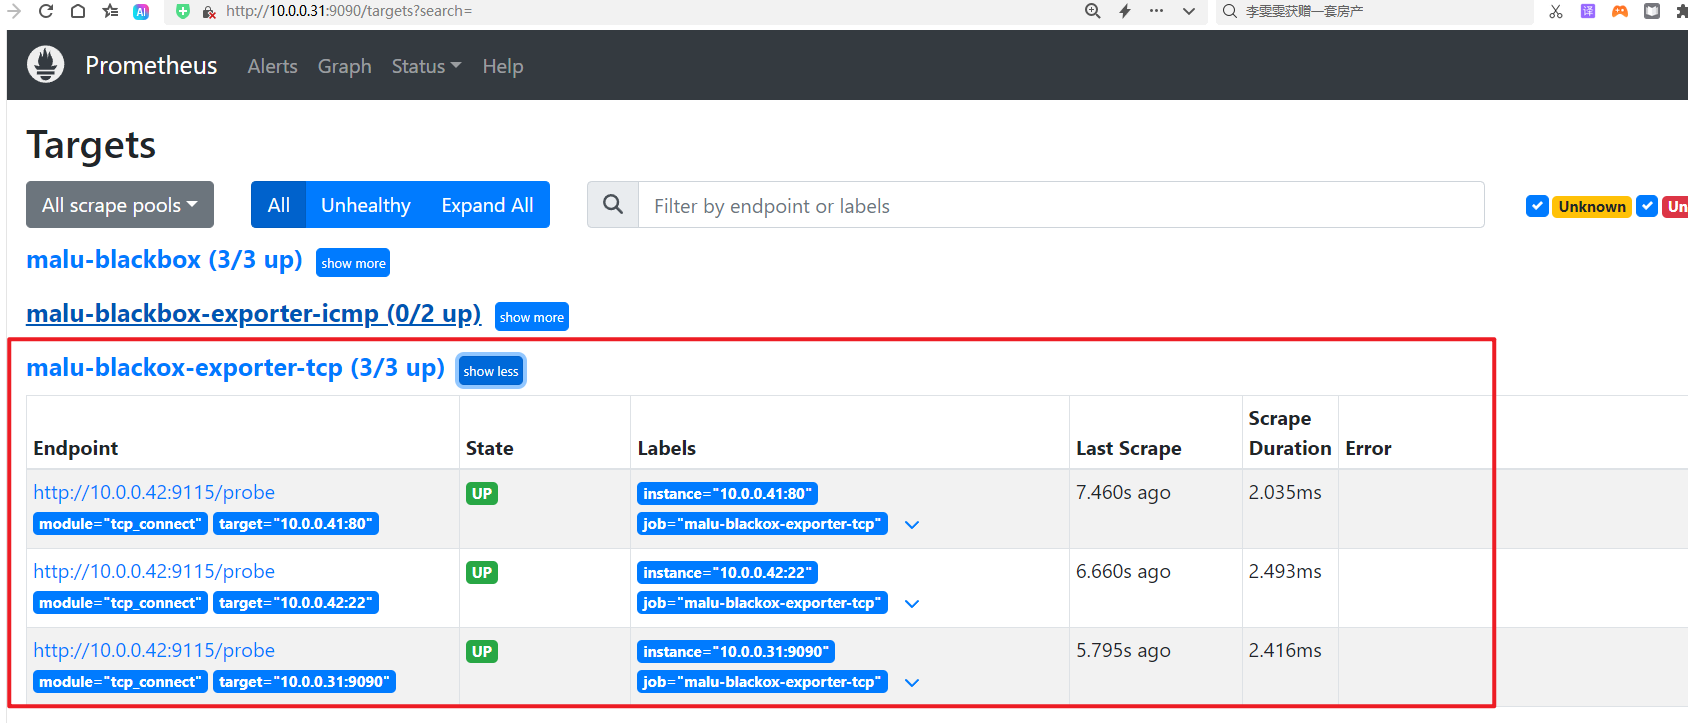 http://10.0.0.31:9090/targets?search=
李雯雯获赠一套房产
译
AI
Prometheus Alerts Graph Status Help
Targets
All scrape pools All Unhealthy Expand All Filter by endpoint or labels Unknown Un
malu-blackbox (3/3 up) show more
malu-blackbox-exporter-icmp (0/2 up) show more
malu-blackox-exporter-tcp (3/3 up) show less
Endpoint State Labels Last Scrape Scrape Duration Error
http://10.0.0.42:9115/probe UP instance="10.0.0.41:80" 7.460s ago 2.035ms
module="tcp_connect" target="10.0.0.41:80" job="malu-blackox-exporter-tcp"
http://10.0.0.42:9115/probe UP instance="10.0.0.42:22" 6.660s ago 2.493ms
module="tcp_connect" target="10.0.0.42:22" job="malu-blackox-exporter-tcp"
http://10.0.0.42:9115/probe UP instance="10.0.0.31:9090" 5.795s ago 2.416ms
module="tcp_connect" target="10.0.0.31:9090" job="malu-blackox-exporter-tcp"